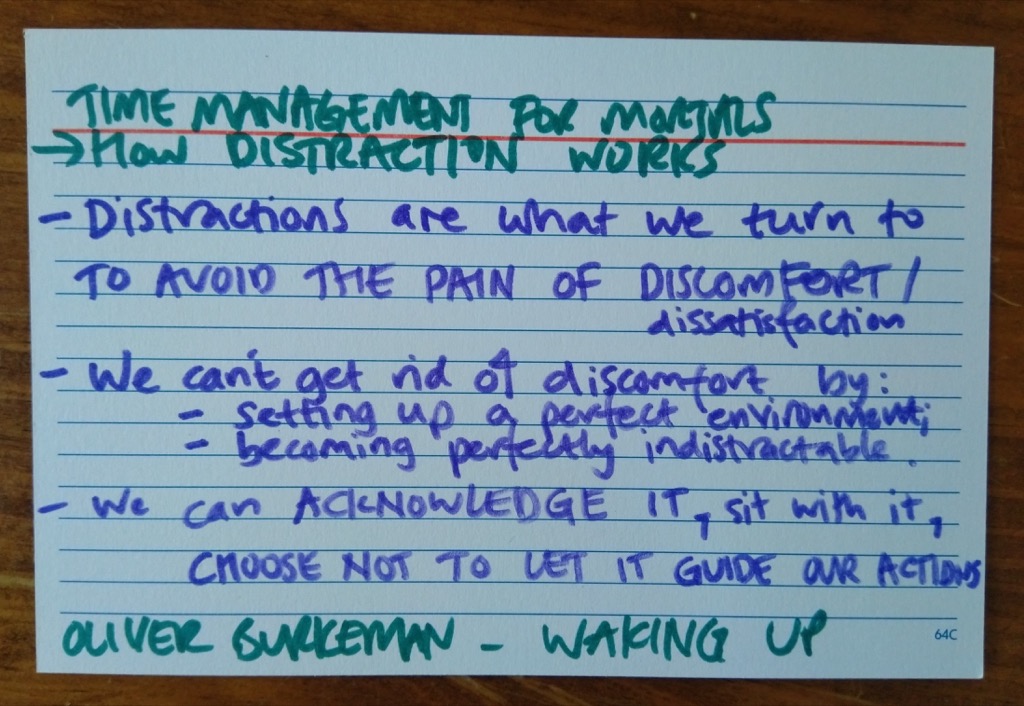 TIME MANAGEMENT FOR MORTALS
→ HOW DISTRACTION WORKS
- Distractions are what we turn to
TO AVOID THE PAIN OF DISCOMFORT/
dissatisfaction
- We can't get rid of discomfort by:
- setting up a perfect environment;
- becoming perfectly indistractable.
- We can ACKNOWLEDGE IT, sit with it,
CHOOSE NOT TO LET IT GUIDE OUR ACTIONS
OLIVER BURKEMAN - WAKING UP
64C